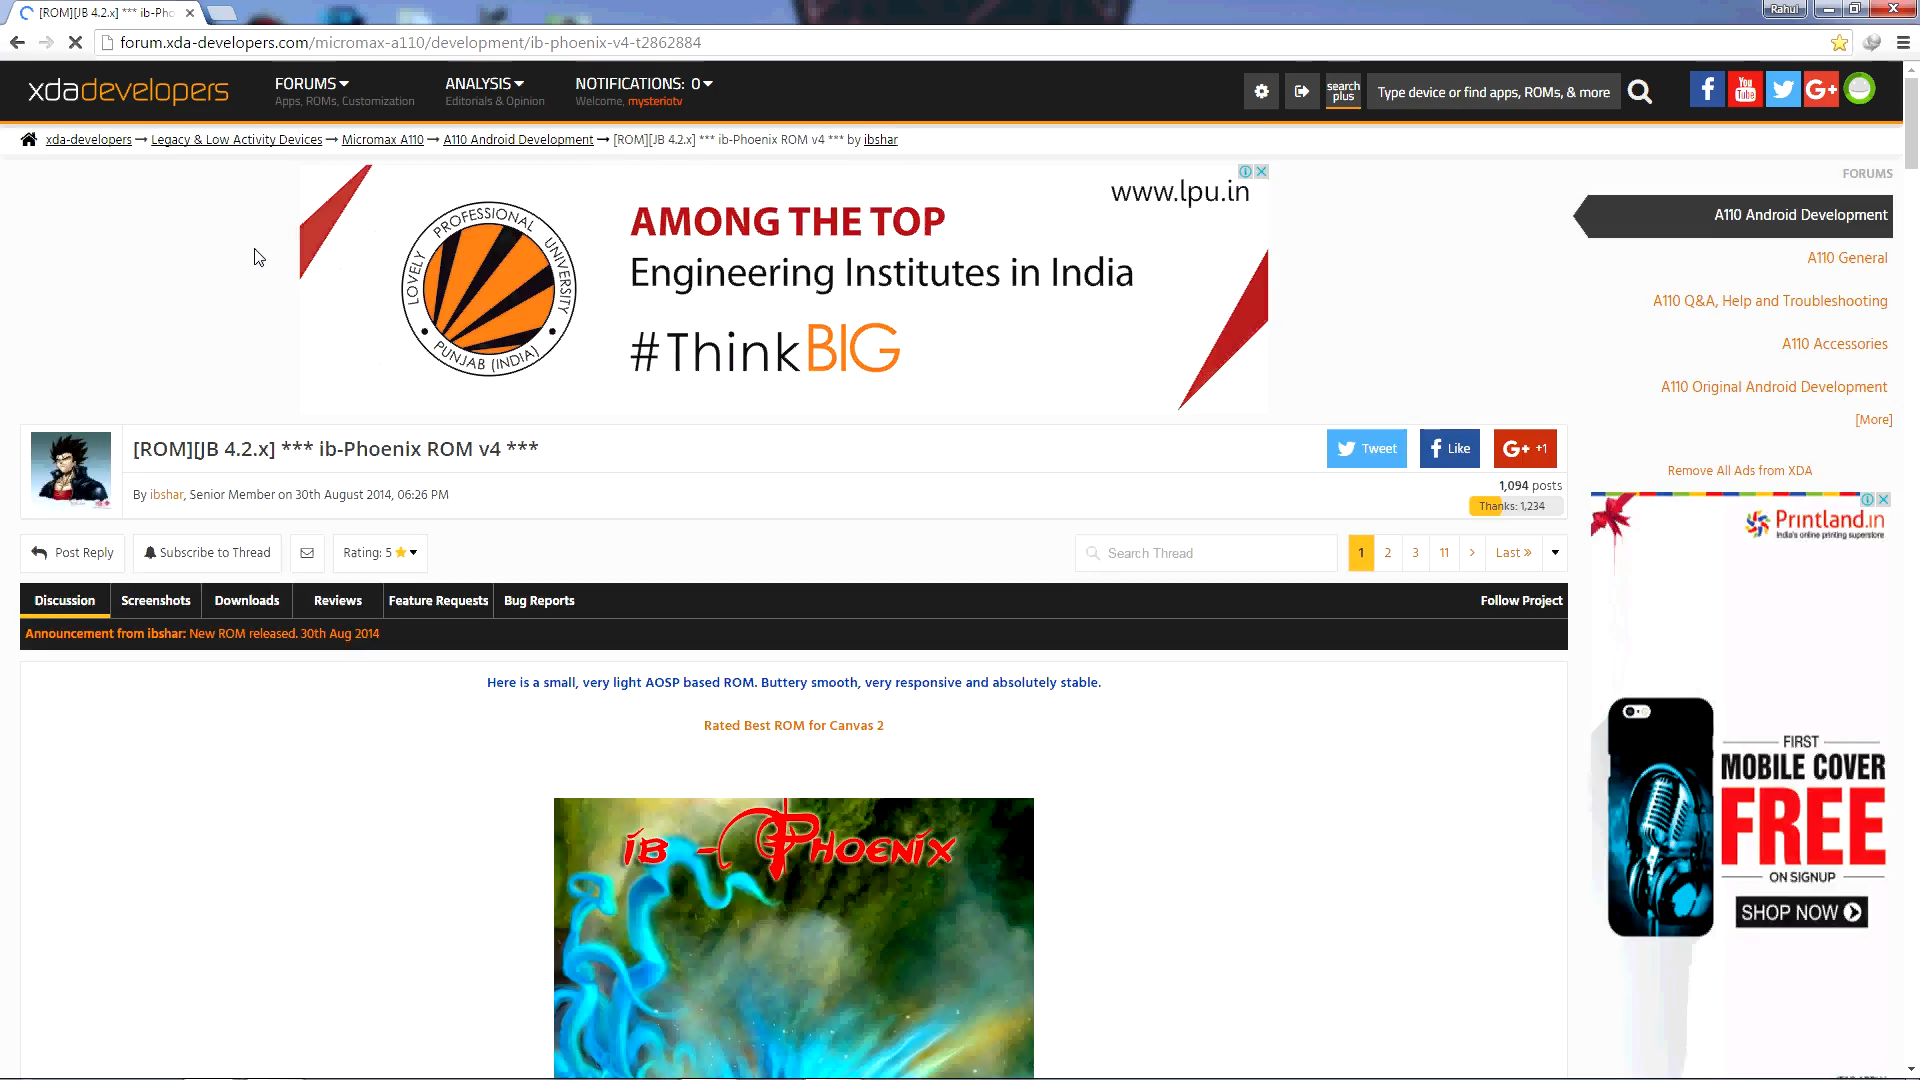 [ROM][JB 4.2.x] *** ib-Pho
Rahul
forum.xda-developers.com/micromax-a110/development/ib-phoenix-v4-t2862884
xdadevelopers
FORUMS
Apps, ROMs, Customization
ANALYSIS
Editorials & Opinion
NOTIFICATIONS: 0
Welcome, mysteriotv
search plus
Type device or find apps, ROMs, & more
You Tube
G+
xda-developers → Legacy & Low Activity Devices → Micromax A110 → A110 Android Development → [ROM][JB 4.2.x] *** ib-Phoenix ROM v4 *** by ibshar
LOVELY PROFESSIONAL UNIVERSITY
PUNJAB (INDIA)
www.lpu.in
AMONG THE TOP
Engineering Institutes in India
#ThinkBIG
FORUMS
A110 Android Development
A110 General
A110 Q&A, Help and Troubleshooting
A110 Accessories
A110 Original Android Development
[More]
Remove All Ads from XDA
[ROM][JB 4.2.x] *** ib-Phoenix ROM v4 ***
Tweet
Like
G+ +1
By ibshar, Senior Member on 30th August 2014, 06:26 PM
1,094 posts
Thanks: 1,234
Post Reply
Subscribe to Thread
Rating: 5
Search Thread
1 2 3 11 > Last »
Discussion
Screenshots
Downloads
Reviews
Feature Requests
Bug Reports
Follow Project
Announcement from ibshar: New ROM released. 30th Aug 2014
Here is a small, very light AOSP based ROM. Buttery smooth, very responsive and absolutely stable.
Rated Best ROM for Canvas 2
iB - Phoenix
Printland.in
India's online printing superstore
FIRST
MOBILE COVER
FREE
ON SIGNUP
SHOP NOW